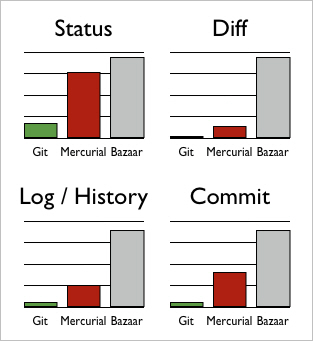 Status
Git Mercurial Bazaar
Diff
Git Mercurial Bazaar
Log / History
Git Mercurial Bazaar
Commit
Git Mercurial Bazaar